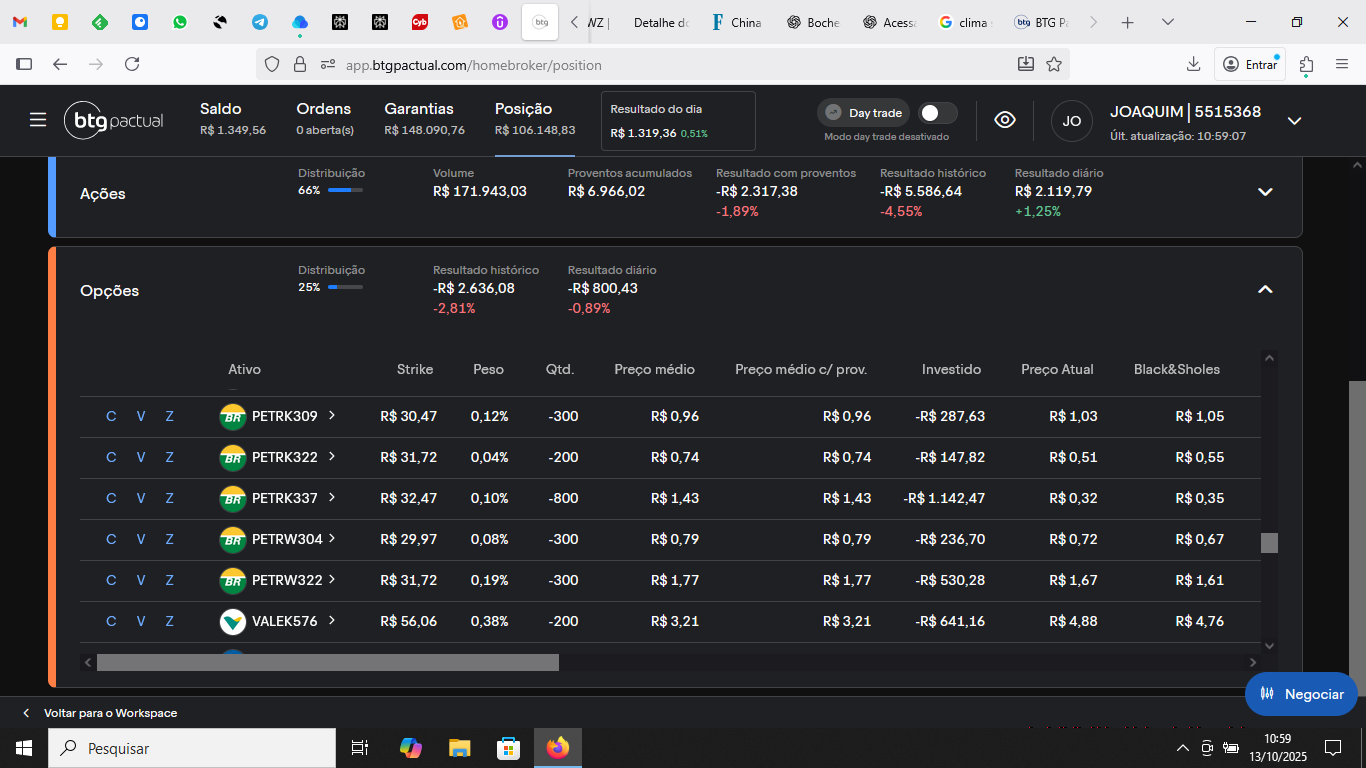 Cyb
btg
WZ |
Detalhe do
F China
Boche
Acess
G clima
btg BTG Pa
app.btgpactual.com/homebroker/position
Entrar
btg pactual
Saldo
R$ 1.349,56
Ordens
0 aberta(s)
Garantias
R$ 148.090,76
Posição
R$ 106.148,83
Resultado do dia
R$ 1.319,36 0,51%
Day trade
Modo day trade desativado
JO
JOAQUIM | 5515368
Últ. atualização: 10:59:07
Ações
Distribuição
66%
Volume
R$ 171.943,03
Proventos acumulados
R$ 6.966,02
Resultado com proventos
-R$ 2.317,38
-1,89%
Resultado histórico
-R$ 5.586,64
-4,55%
Resultado diário
R$ 2.119,79
+1,25%
Opções
Distribuição
25%
Resultado histórico
-R$ 2.636,08
-2,81%
Resultado diário
-R$ 800,43
-0,89%
Ativo Strike Peso Qtd. Preço médio Preço médio c/ prov. Investido Preço Atual Black&Sholes
C V Z BR PETRK309 R$ 30,47 0,12% -300 R$ 0,96 R$ 0,96 -R$ 287,63 R$ 1,03 R$ 1,05
C V Z BR PETRK322 R$ 31,72 0,04% -200 R$ 0,74 R$ 0,74 -R$ 147,82 R$ 0,51 R$ 0,55
C V Z BR PETRK337 R$ 32,47 0,10% -800 R$ 1,43 R$ 1,43 -R$ 1.142,47 R$ 0,32 R$ 0,35
C V Z BR PETRW304 R$ 29,97 0,08% -300 R$ 0,79 R$ 0,79 -R$ 236,70 R$ 0,72 R$ 0,67
C V Z BR PETRW322 R$ 31,72 0,19% -300 R$ 1,77 R$ 1,77 -R$ 530,28 R$ 1,67 R$ 1,61
C V Z VALEK576 R$ 56,06 0,38% -200 R$ 3,21 R$ 3,21 -R$ 641,16 R$ 4,88 R$ 4,76
Negociar
Voltar para o Workspace
Pesquisar
10:59
13/10/2025